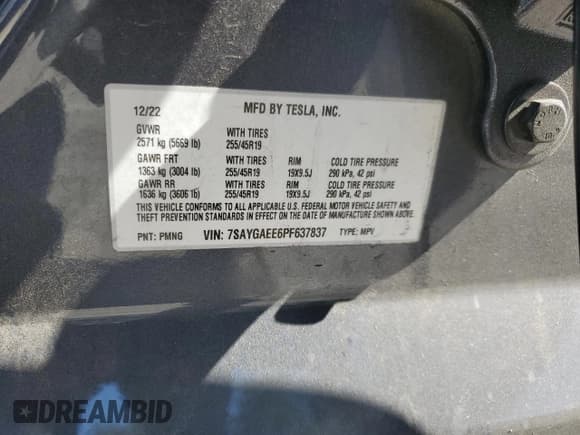 12/22 MFD BY TESLA, INC.
GVWR WITH TIRES
2571 kg (5669 lb) 255/45R19
GAWR FRT WITH TIRES RIM COLD TIRE PRESSURE
1363 kg (3004 lb) 255/45R19 19X9.5J 290 kPa, 42 psi
GAWR RR WITH TIRES RIM COLD TIRE PRESSURE
1636 kg (3606 lb) 255/45R19 19X9.5J 290 kPa, 42 psi
THIS VEHICLE CONFORMS TO ALL APPLICABLE U.S. FEDERAL MOTOR VEHICLE SAFETY AND
THEFT PREVENTION STANDARDS IN EFFECT ON THE DATE OF MANUFACTURE SHOWN ABOVE.
PNT: PMNG VIN: 7SAYGAEE6PF637837 TYPE: MPV
DREAMBID